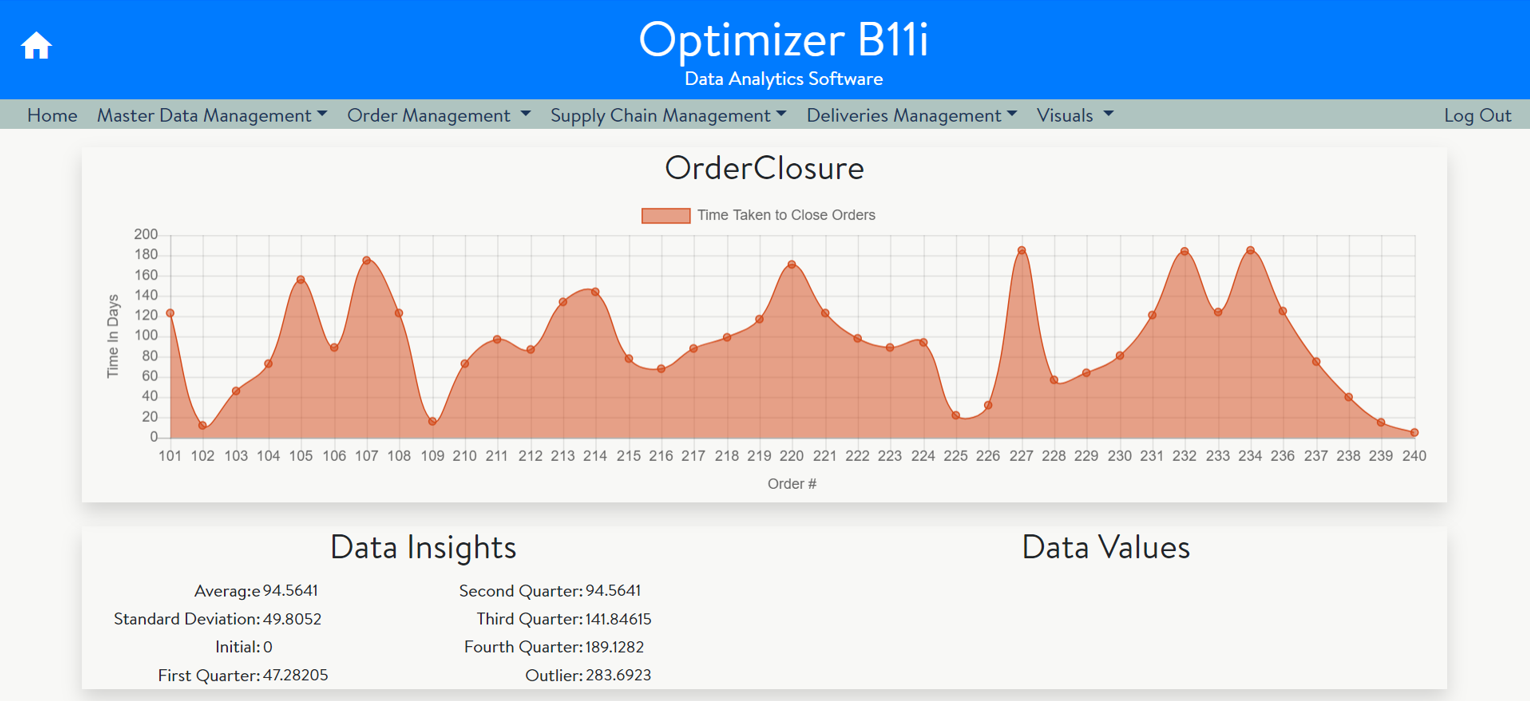 Optimizer B11i
Data Analytics Software
Home Master Data Management Order Management Supply Chain Management Deliveries Management Visuals Log Out
OrderClosure
Time Taken to Close Orders
200
180
160
140
120
100
80
60
40
20
0
Time In Days
101 102 103 104 105 106 107 108 109 210 211 212 213 214 215 216 217 218 219 220 221 222 223 224 225 226 227 228 229 230 231 232 233 234 236 237 238 239 240
Order #
Data Insights
Averag:e 94.5641 Second Quarter: 94.5641
Standard Deviation: 49.8052 Third Quarter: 141.84615
Initial: 0 Fourth Quarter: 189.1282
First Quarter: 47.28205 Outlier: 283.6923
Data Values